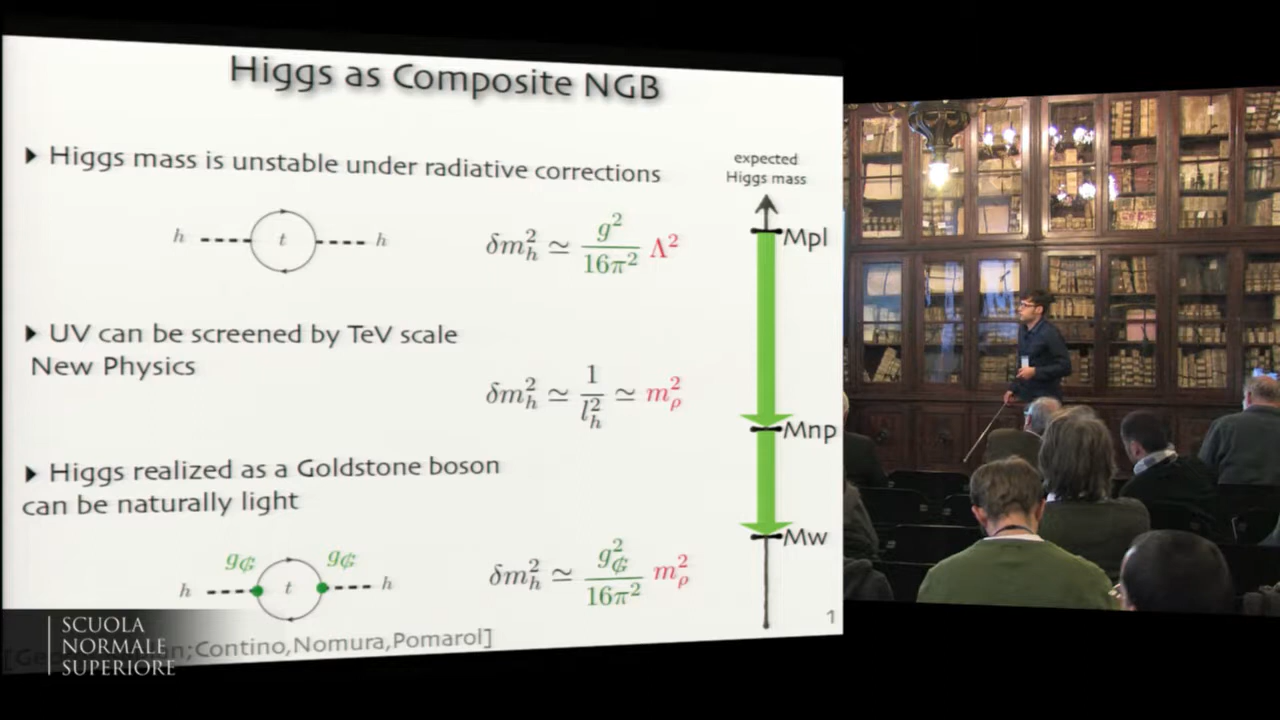 Higgs as Composite NGB
Higgs mass is unstable under radiative corrections
expected
Higgs mass
h t h
δm_h^2 ≃ g^2/16π^2 Λ^2
Mpl
UV can be screened by TeV scale
New Physics
δm_h^2 ≃ 1/l_h^2 ≃ m_ρ^2
Mnp
Higgs realized as a Goldstone boson
can be naturally light
Mw
g_G̸ g_G̸
h t h
δm_h^2 ≃ g_G̸^2/16π^2 m_ρ^2
1
;Contino,Nomura,Pomarol]
SCUOLA
NORMALE
SUPERIORE